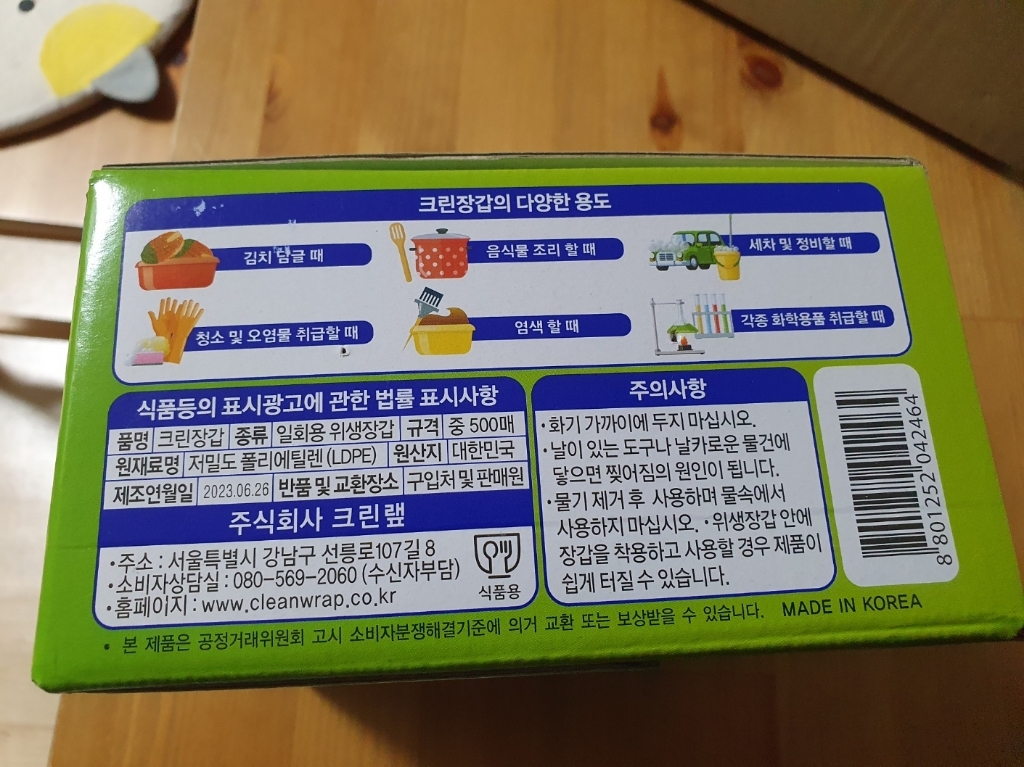 크린장갑의 다양한 용도
김치 담글 때
음식물 조리 할 때
세차 및 정비할 때
청소 및 오염물 취급할 때
염색 할 때
각종 화학용품 취급할 때
식품등의 표시광고에 관한 법률 표시사항
품명 크린장갑 종류 일회용 위생장갑 규격 중 500매
원재료명 저밀도 폴리에틸렌 (LDPE) 원산지 대한민국
제조연월일 2023.06.26 반품 및 교환장소 구입처 및 판매원
주식회사 크린랲
•주소 : 서울특별시 강남구 선릉로107길 8
•소비자상담실 : 080-569-2060 (수신자부담)
•홈페이지 : www.cleanwrap.co.kr
식품용
주의사항
•화기 가까이에 두지 마십시오.
•날이 있는 도구나 날카로운 물건에
닿으면 찢어짐의 원인이 됩니다.
•물기 제거 후 사용하며 물속에서
사용하지 마십시오. •위생장갑 안에
장갑을 착용하고 사용할 경우 제품이
쉽게 터질 수 있습니다.
8 801252 042464
• 본 제품은 공정거래위원회 고시 소비자분쟁해결기준에 의거 교환 또는 보상받을 수 있습니다. MADE IN KOREA